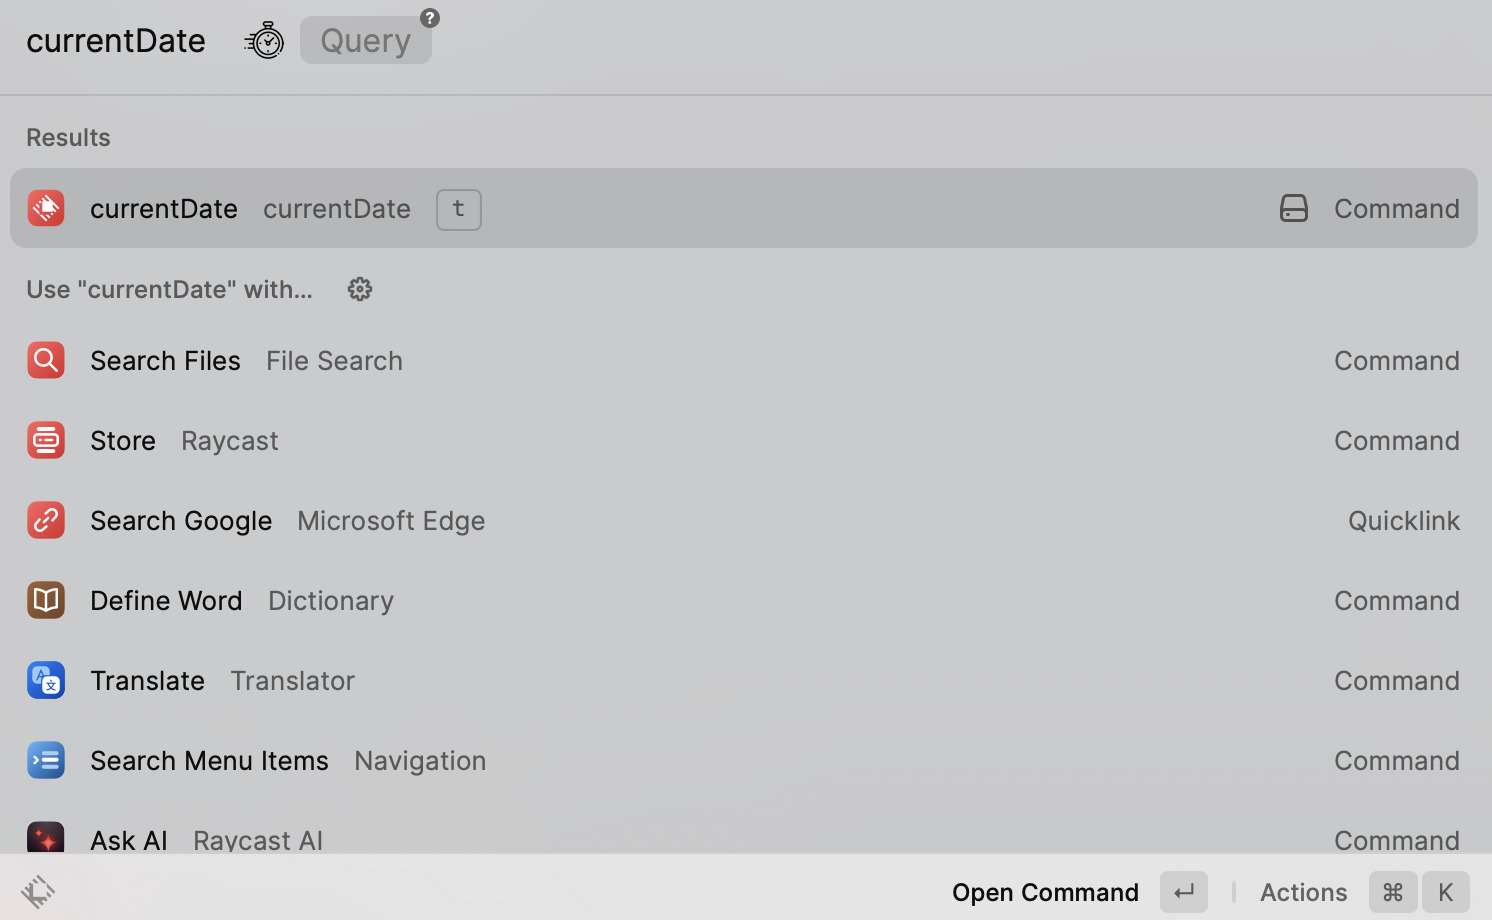 currentDate Query ?
Results
currentDate currentDate t Command
Use "currentDate" with...
Search Files File Search Command
Store Raycast Command
Search Google Microsoft Edge Quicklink
Define Word Dictionary Command
A 文 Translate Translator Command
Search Menu Items Navigation Command
Ask AI Raycast AI Command
Open Command ↵ Actions ⌘ K